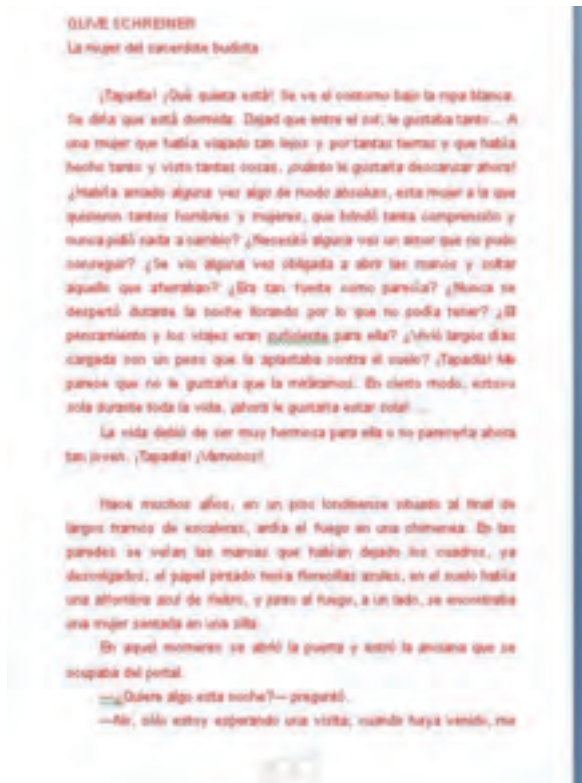 OLIVE SCHREINER
La mujer del sacerdote budista
¡Tapadla! ¡Qué quieta está! Se ve el contorno bajo la ropa blanca.
Se diría que está dormida. Dejad que entre el sol; le gustaba tanto... A
una mujer que había viajado tan lejos y por tantas tierras y que había
hecho tanto y visto tantas cosas, ¡cuánto le gustaría descansar ahora!
¿Habría amado alguna vez algo de modo absoluto, esta mujer a la que
quisieron tantos hombres y mujeres, que brindó tanta comprensión y
nunca pidió nada a cambio? ¿Necesitó alguna vez un amor que no pudo
conseguir? ¿Se vio alguna vez obligada a abrir las manos y soltar
aquello que aferraban? ¿Era tan fuerte como parecía? ¿Nunca se
despertó durante la noche llorando por lo que no podía tener? ¿El
pensamiento y los viajes eran suficiente para ella? ¿Vivió largos días
cargada con un peso que la aplastaba contra el suelo? ¡Tapadla! Me
parece que no le gustaría que la miráramos. En cierto modo, estuvo
sola durante toda la vida, ¡ahora le gustaría estar sola! ...
La vida debió de ser muy hermosa para ella o no parecería ahora
tan joven. ¡Tapadla! ¡Vámonos!
Hace muchos años, en un piso londinense situado al final de
largos tramos de escaleras, ardía el fuego en una chimenea. En las
paredes se veían las marcas que habían dejado los cuadros, ya
descolgados, el papel pintado tenía florecillas azules, en el suelo había
una alfombra azul de fieltro, y junto al fuego, a un lado, se encontraba
una mujer sentada en una silla.
En aquel momento se abrió la puerta y entró la anciana que se
ocupaba del portal.
—¿Quiere algo esta noche?— preguntó.
—No, sólo estoy esperando una visita; cuando haya venido, me